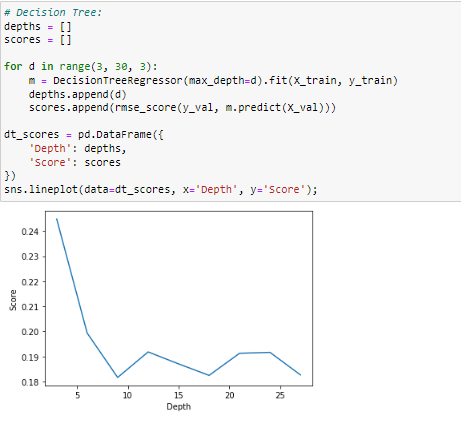 # Decision Tree:
depths = []
scores = []
for d in range(3, 30, 3):
    m = DecisionTreeRegressor(max_depth=d).fit(X_train, y_train)
    depths.append(d)
    scores.append(rmse_score(y_val, m.predict(X_val)))
dt_scores = pd.DataFrame({
    'Depth': depths,
    'Score': scores
})
sns.lineplot(data=dt_scores, x='Depth', y='Score');
0.24
0.23
0.22
0.21
0.20
0.19
0.18
Score
5 10 15 20 25
Depth